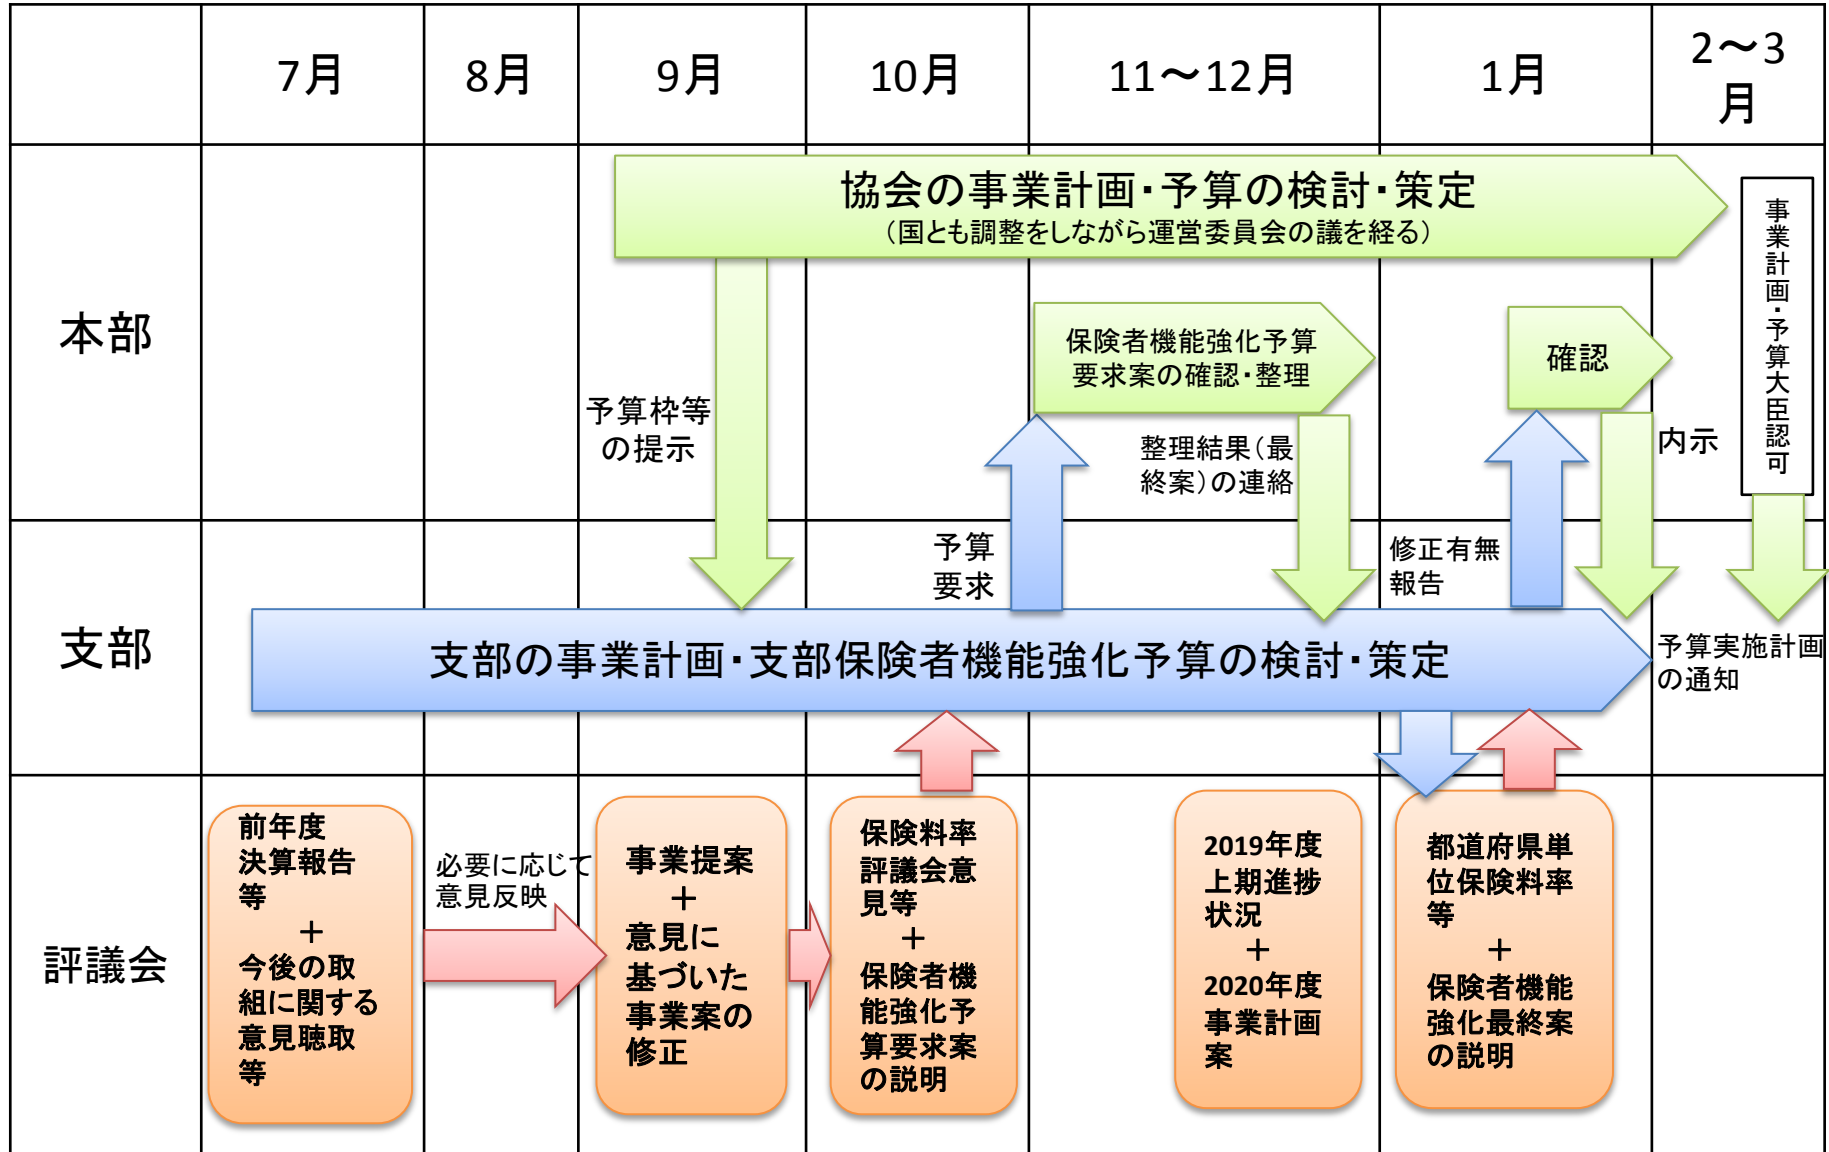 7月
8月
9月
10月
11～12月
1月
2～3
月
本部
協会の事業計画・予算の検討・策定
（国とも調整をしながら運営委員会の議を経る）
事業計画・予算大臣認可
保険者機能強化予算
要求案の確認・整理
確認
予算枠等
の提示
整理結果（最
終案）の連絡
内示
支部
予算
要求
修正有無
報告
支部の事業計画・支部保険者機能強化予算の検討・策定
予算実施計画
の通知
評議会
前年度
決算報告
等
＋
今後の取
組に関する
意見聴取
等
必要に応じて
意見反映
事業提案
＋
意見に
基づいた
事業案の
修正
保険料率
評議会意
見等
＋
保険者機
能強化予
算要求案
の説明
2019年度
上期進捗
状況
＋
2020年度
事業計画
案
都道府県単
位保険料率
等
＋
保険者機能
強化最終案
の説明